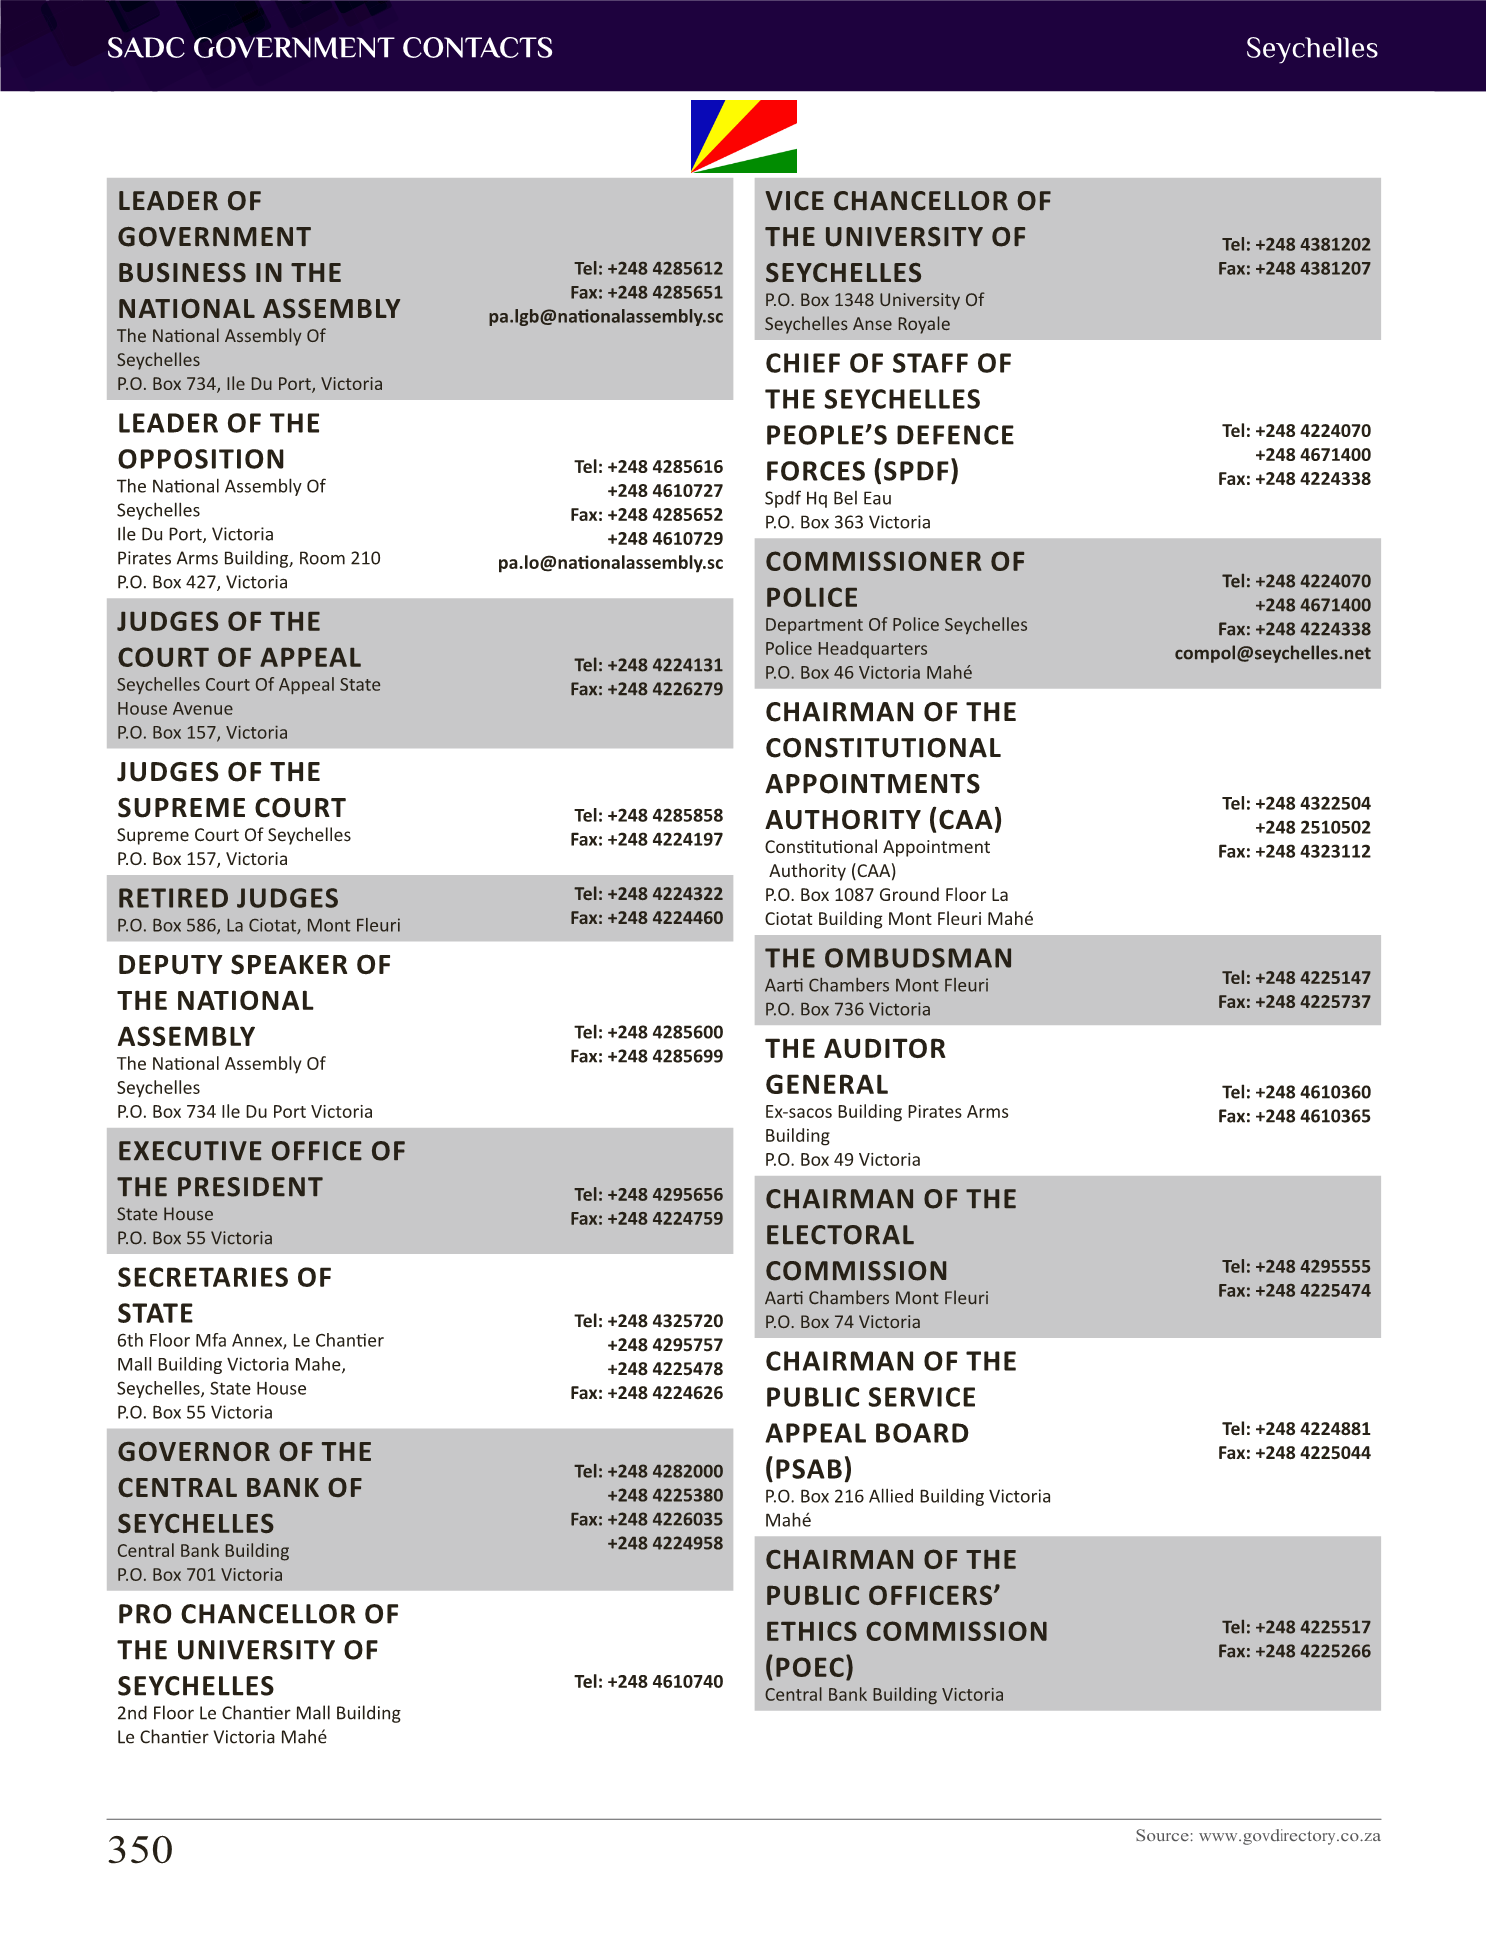 SADC GOVERNMENT CONTACTS
Seychelles
LEADER OF
GOVERNMENT
BUSINESS IN THE
NATIONAL ASSEMBLY
The National Assembly Of
Seychelles
P.O. Box 734, Ile Du Port, Victoria
Tel: +248 4285612
Fax: +248 4285651
pa.lgb@nationalassembly.sc
LEADER OF THE
OPPOSITION
The National Assembly Of
Seychelles
Ile Du Port, Victoria
Pirates Arms Building, Room 210
P.O. Box 427, Victoria
Tel: +248 4285616
+248 4610727
Fax: +248 4285652
+248 4610729
pa.lo@nationalassembly.sc
JUDGES OF THE
COURT OF APPEAL
Seychelles Court Of Appeal State
House Avenue
P.O. Box 157, Victoria
Tel: +248 4224131
Fax: +248 4226279
JUDGES OF THE
SUPREME COURT
Supreme Court Of Seychelles
P.O. Box 157, Victoria
Tel: +248 4285858
Fax: +248 4224197
RETIRED JUDGES
P.O. Box 586, La Ciotat, Mont Fleuri
Tel: +248 4224322
Fax: +248 4224460
DEPUTY SPEAKER OF
THE NATIONAL
ASSEMBLY
The National Assembly Of
Seychelles
P.O. Box 734 Ile Du Port Victoria
Tel: +248 4285600
Fax: +248 4285699
EXECUTIVE OFFICE OF
THE PRESIDENT
State House
P.O. Box 55 Victoria
Tel: +248 4295656
Fax: +248 4224759
SECRETARIES OF
STATE
6th Floor Mfa Annex, Le Chantier
Mall Building Victoria Mahe,
Seychelles, State House
P.O. Box 55 Victoria
Tel: +248 4325720
+248 4295757
+248 4225478
Fax: +248 4224626
GOVERNOR OF THE
CENTRAL BANK OF
SEYCHELLES
Central Bank Building
P.O. Box 701 Victoria
Tel: +248 4282000
+248 4225380
Fax: +248 4226035
+248 4224958
PRO CHANCELLOR OF
THE UNIVERSITY OF
SEYCHELLES
2nd Floor Le Chantier Mall Building
Le Chantier Victoria Mahé
Tel: +248 4610740
VICE CHANCELLOR OF
THE UNIVERSITY OF
SEYCHELLES
P.O. Box 1348 University Of
Seychelles Anse Royale
Tel: +248 4381202
Fax: +248 4381207
CHIEF OF STAFF OF
THE SEYCHELLES
PEOPLE’S DEFENCE
FORCES (SPDF)
Spdf Hq Bel Eau
P.O. Box 363 Victoria
Tel: +248 4224070
+248 4671400
Fax: +248 4224338
COMMISSIONER OF
POLICE
Department Of Police Seychelles
Police Headquarters
P.O. Box 46 Victoria Mahé
Tel: +248 4224070
+248 4671400
Fax: +248 4224338
compol@seychelles.net
CHAIRMAN OF THE
CONSTITUTIONAL
APPOINTMENTS
AUTHORITY (CAA)
Constitutional Appointment
Authority (CAA)
P.O. Box 1087 Ground Floor La
Ciotat Building Mont Fleuri Mahé
Tel: +248 4322504
+248 2510502
Fax: +248 4323112
THE OMBUDSMAN
Aarti Chambers Mont Fleuri
P.O. Box 736 Victoria
Tel: +248 4225147
Fax: +248 4225737
THE AUDITOR
GENERAL
Ex-sacos Building Pirates Arms
Building
P.O. Box 49 Victoria
Tel: +248 4610360
Fax: +248 4610365
CHAIRMAN OF THE
ELECTORAL
COMMISSION
Aarti Chambers Mont Fleuri
P.O. Box 74 Victoria
Tel: +248 4295555
Fax: +248 4225474
CHAIRMAN OF THE
PUBLIC SERVICE
APPEAL BOARD
(PSAB)
P.O. Box 216 Allied Building Victoria
Mahé
Tel: +248 4224881
Fax: +248 4225044
CHAIRMAN OF THE
PUBLIC OFFICERS’
ETHICS COMMISSION
(POEC)
Central Bank Building Victoria
Tel: +248 4225517
Fax: +248 4225266
350
Source: www.govdirectory.co.za